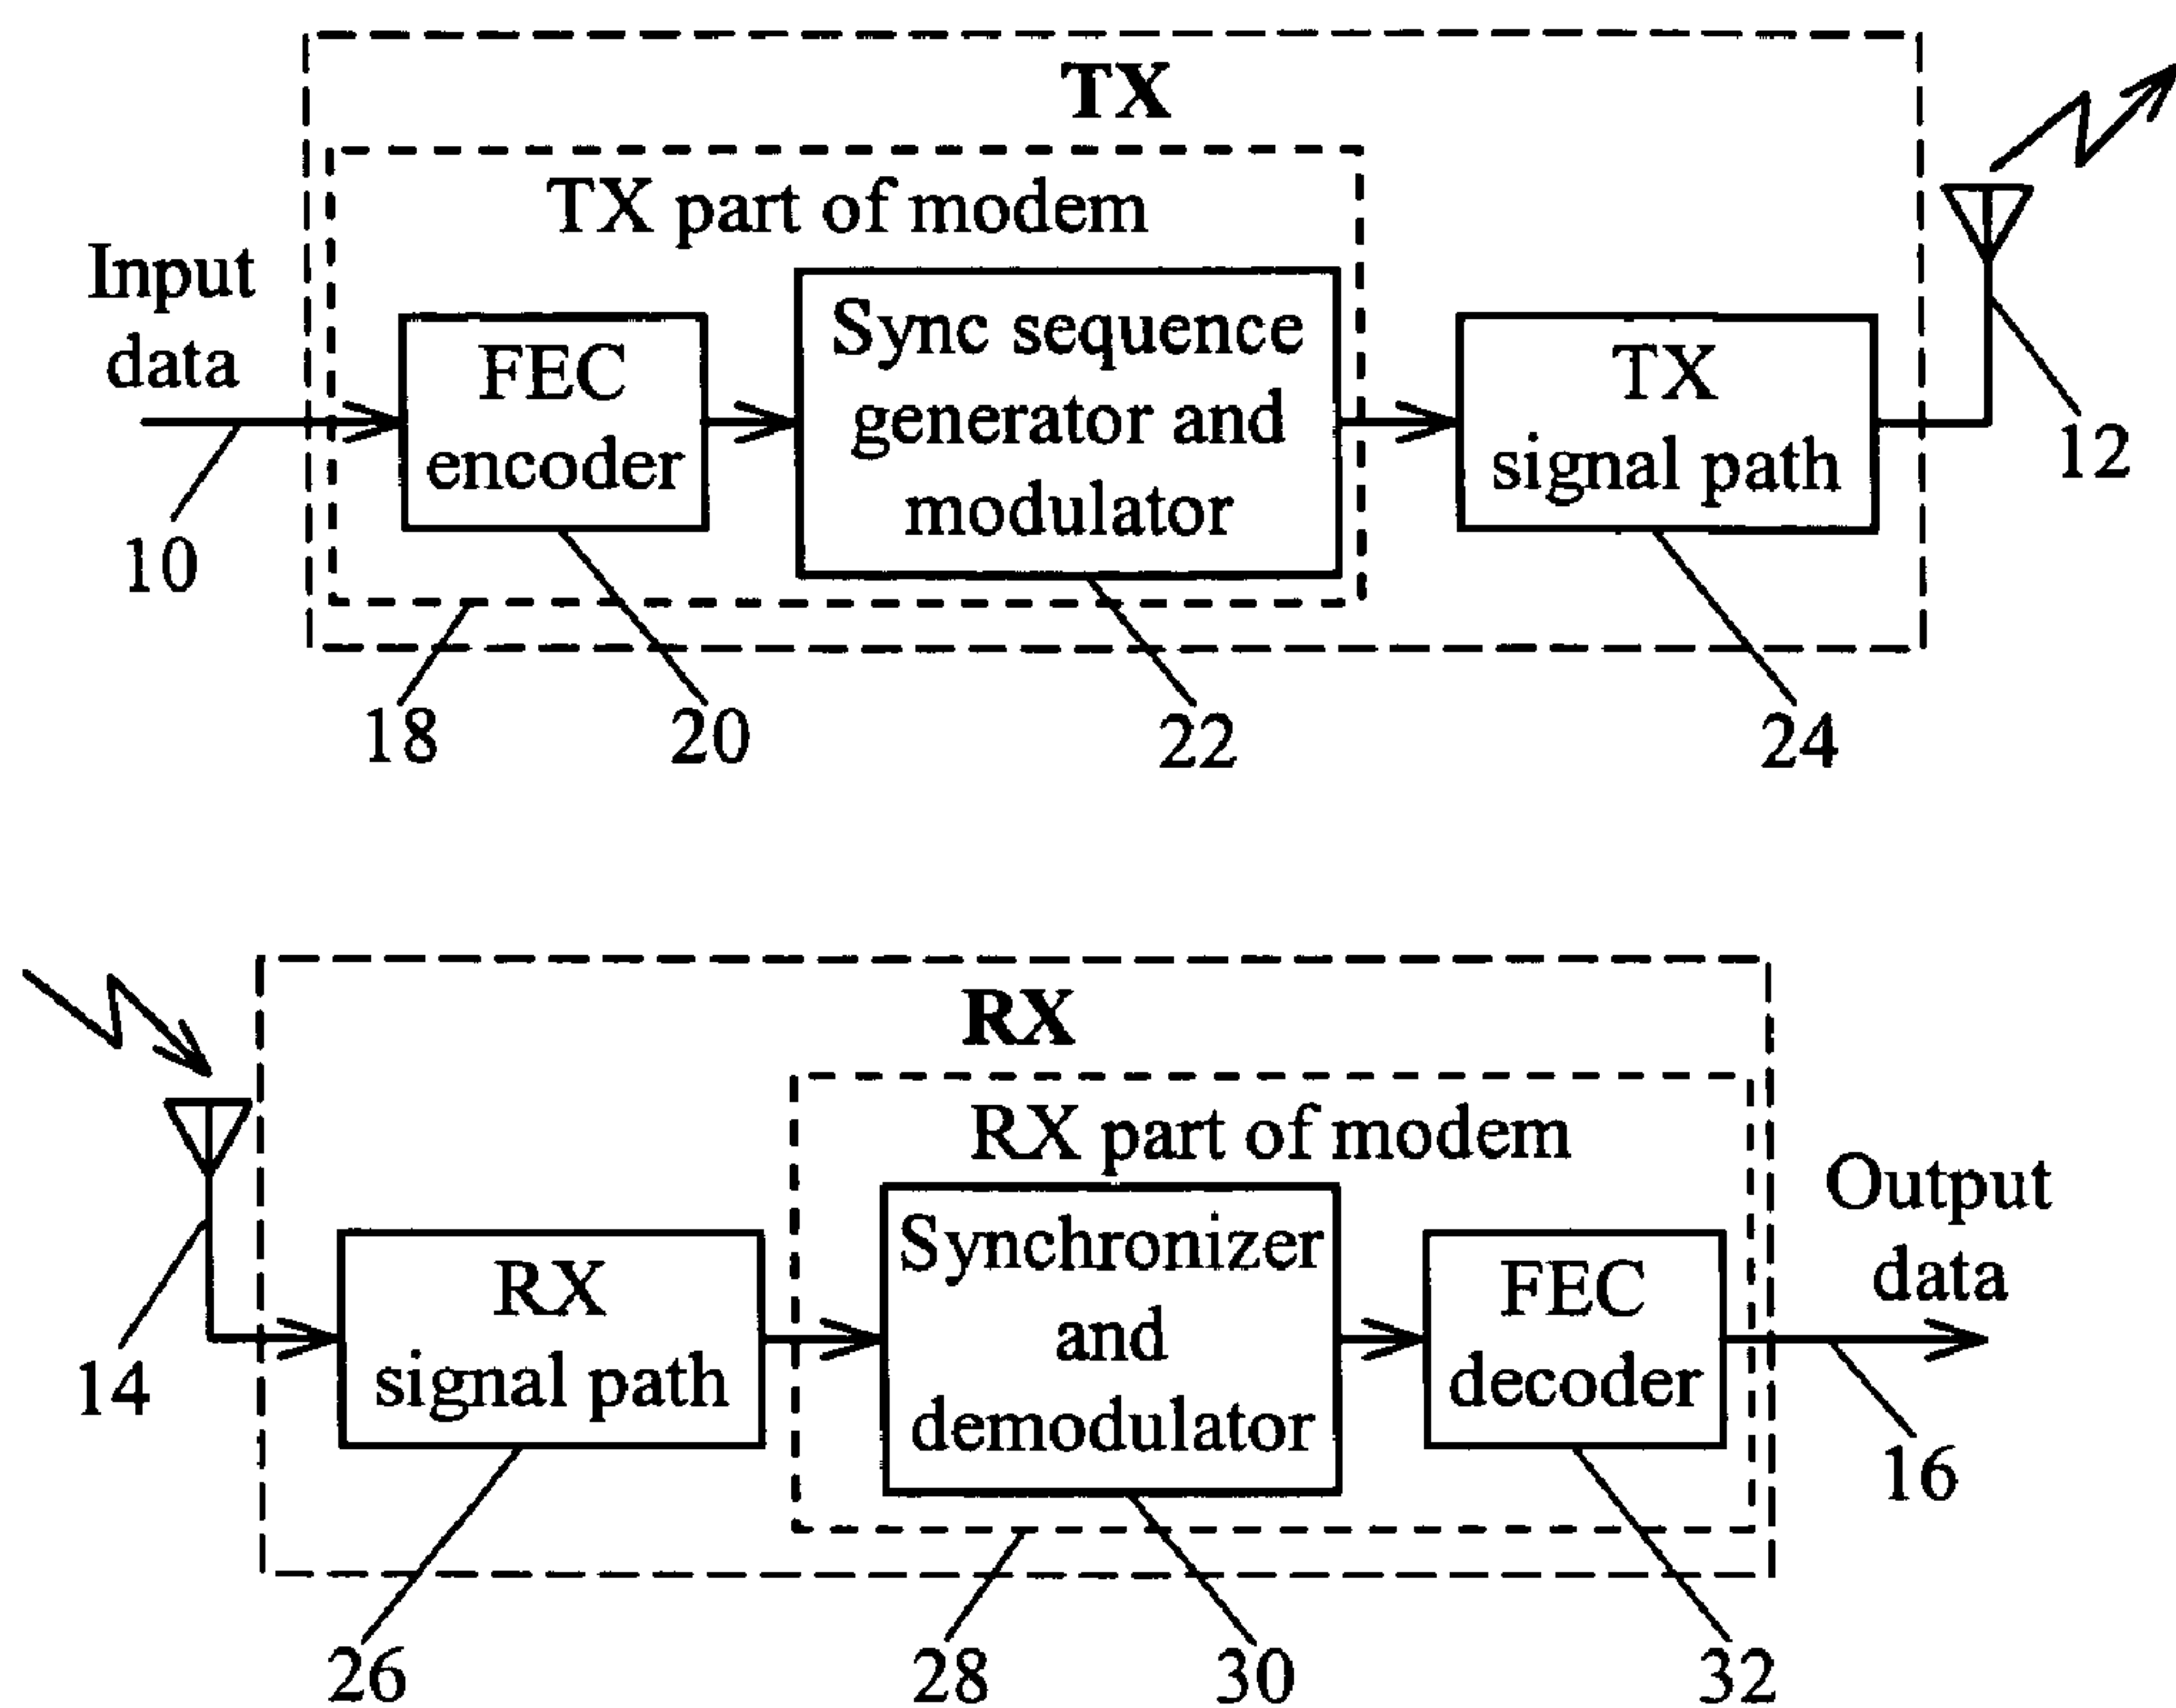 TX
TX part of modem
Input
data
FEC
encoder
Sync sequence
generator and
modulator
TX
signal path
10
12
18
20
22
24
RX
RX part of modem
RX
signal path
Synchronizer
and
demodulator
FEC
decoder
Output
data
14
16
26
28
30
32